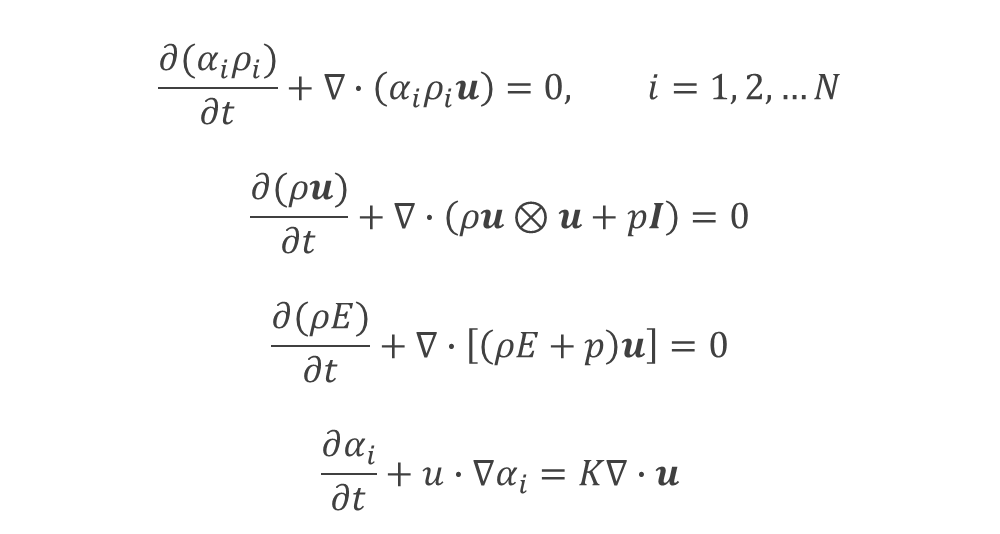 ∂(αᵢρᵢ)/∂t + ∇ · (αᵢρᵢ𝒖) = 0, i = 1, 2, … N
∂(ρ𝒖)/∂t + ∇ · (ρ𝒖 ⊗ 𝒖 + p𝑰) = 0
∂(ρE)/∂t + ∇ · [(ρE + p)𝒖] = 0
∂αᵢ/∂t + u · ∇αᵢ = K∇ · 𝒖